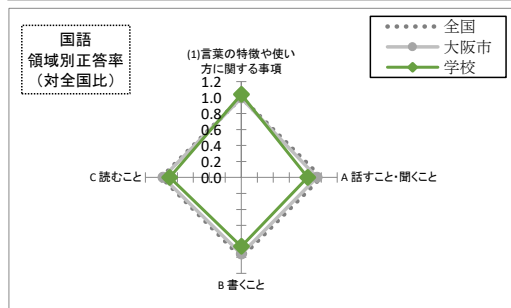 国語
領域別正答率
（対全国比）
全国
大阪市
学校
(1)言葉の特徴や使い
方に関する事項
1.2
1.0
0.8
0.6
0.4
0.2
0.0
A 話すこと・聞くこと
B 書くこと
C 読むこと